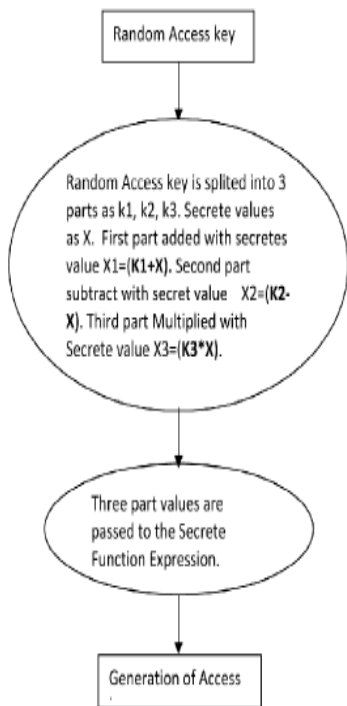 Random Access key
Random Access key is splited into 3
parts as k1, k2, k3. Secrete values
as X. First part added with secretes
value X1=(K1+X). Second part
subtract with secret value X2=(K2-
X). Third part Multiplied with
Secrete value X3=(K3*X).
Three part values are
passed to the Secrete
Function Expression.
Generation of Access